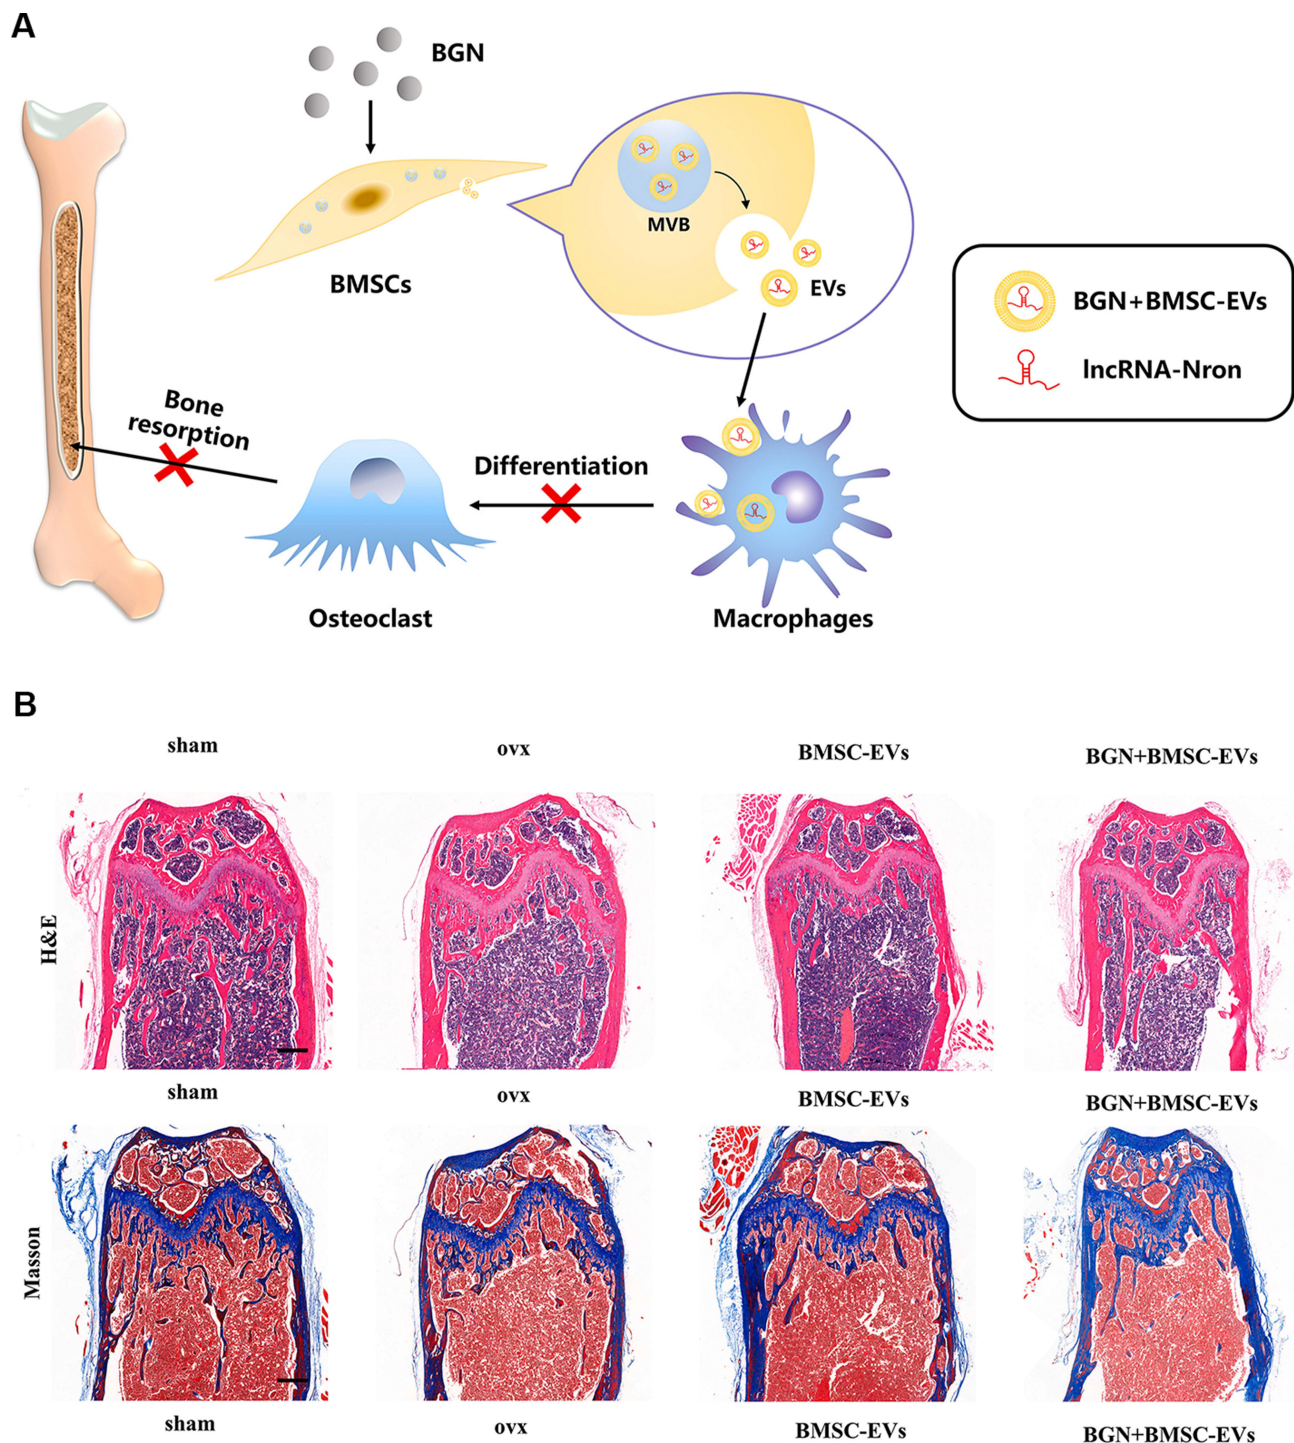 A
BGN
BMSCs
MVB
EVs
BGN+BMSC-EVs
lncRNA-Nron
Bone
resorption
Differentiation
Osteoclast
Macrophages
B
sham
ovx
BMSC-EVs
BGN+BMSC-EVs
H&E
sham
ovx
BMSC-EVs
BGN+BMSC-EVs
Masson
sham
ovx
BMSC-EVs
BGN+BMSC-EVs